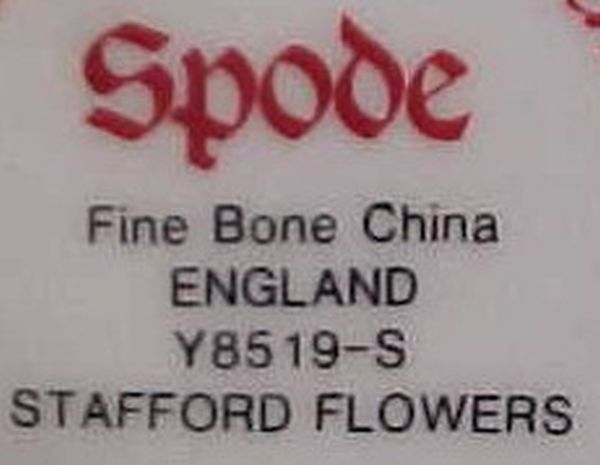 Spode
Fine Bone China
ENGLAND
Y8519-S
STAFFORD FLOWERS